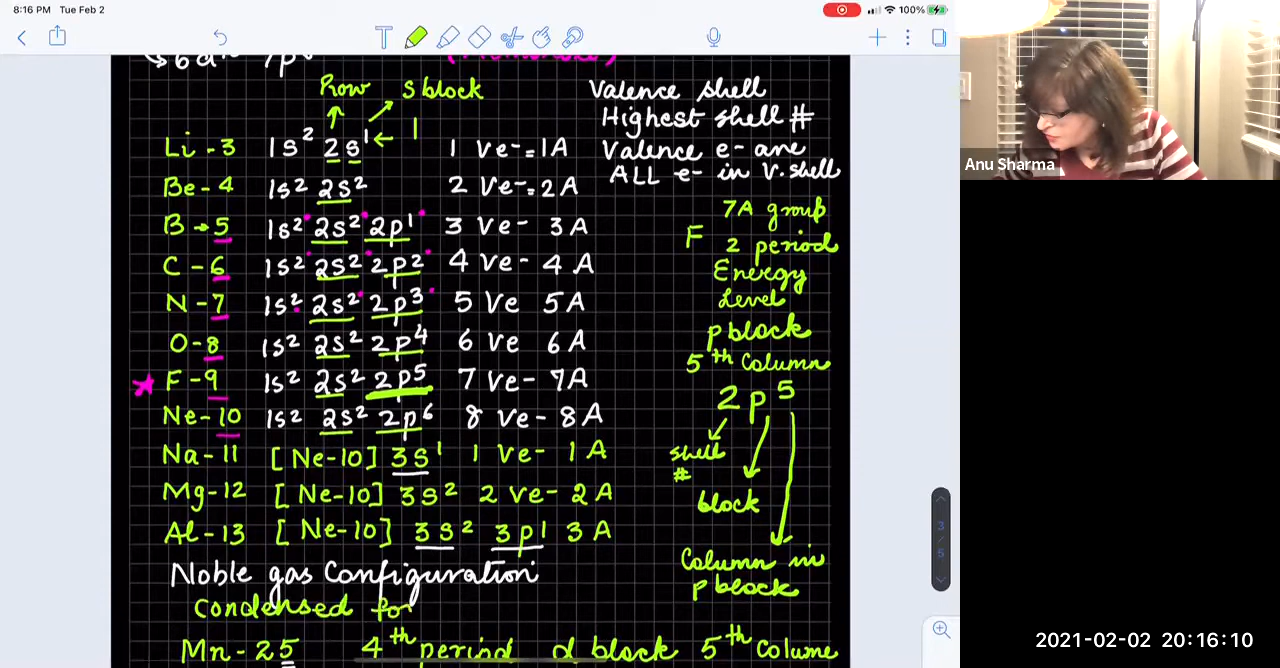 8:16 PM Tue Feb 2
100%
T
6d 7p
Row s block
Li - 3 1s² 2s¹ ← 1 1 Ve- = 1A
Be - 4 1s² 2s² 2 Ve- = 2A
B → 5 1s² 2s² 2p¹ 3 Ve- 3A
C - 6 1s² 2s² 2p² 4 Ve- 4A
N - 7 1s² 2s² 2p³ 5 Ve 5A
O - 8 1s² 2s² 2p⁴ 6 Ve 6A
F - 9 1s² 2s² 2p⁵ 7 Ve- 7A
Ne - 10 1s² 2s² 2p⁶ 8 Ve- 8A
Na - 11 [Ne-10] 3s¹ 1 Ve- 1A
Mg - 12 [Ne-10] 3s² 2 Ve- 2A
Al - 13 [Ne-10] 3s² 3p¹ 3A
Noble gas Configuration
Condensed for
Mn - 25 4th period d block 5th Column
Valence shell
Highest shell #
Valence e- are
ALL e- in V. shell
7A group
F 2 period
Energy
Level
p block
5th Column
2p⁵
shell
#
block
Column in
p block
3
/
5
Anu Sharma
2021-02-02 20:16:10